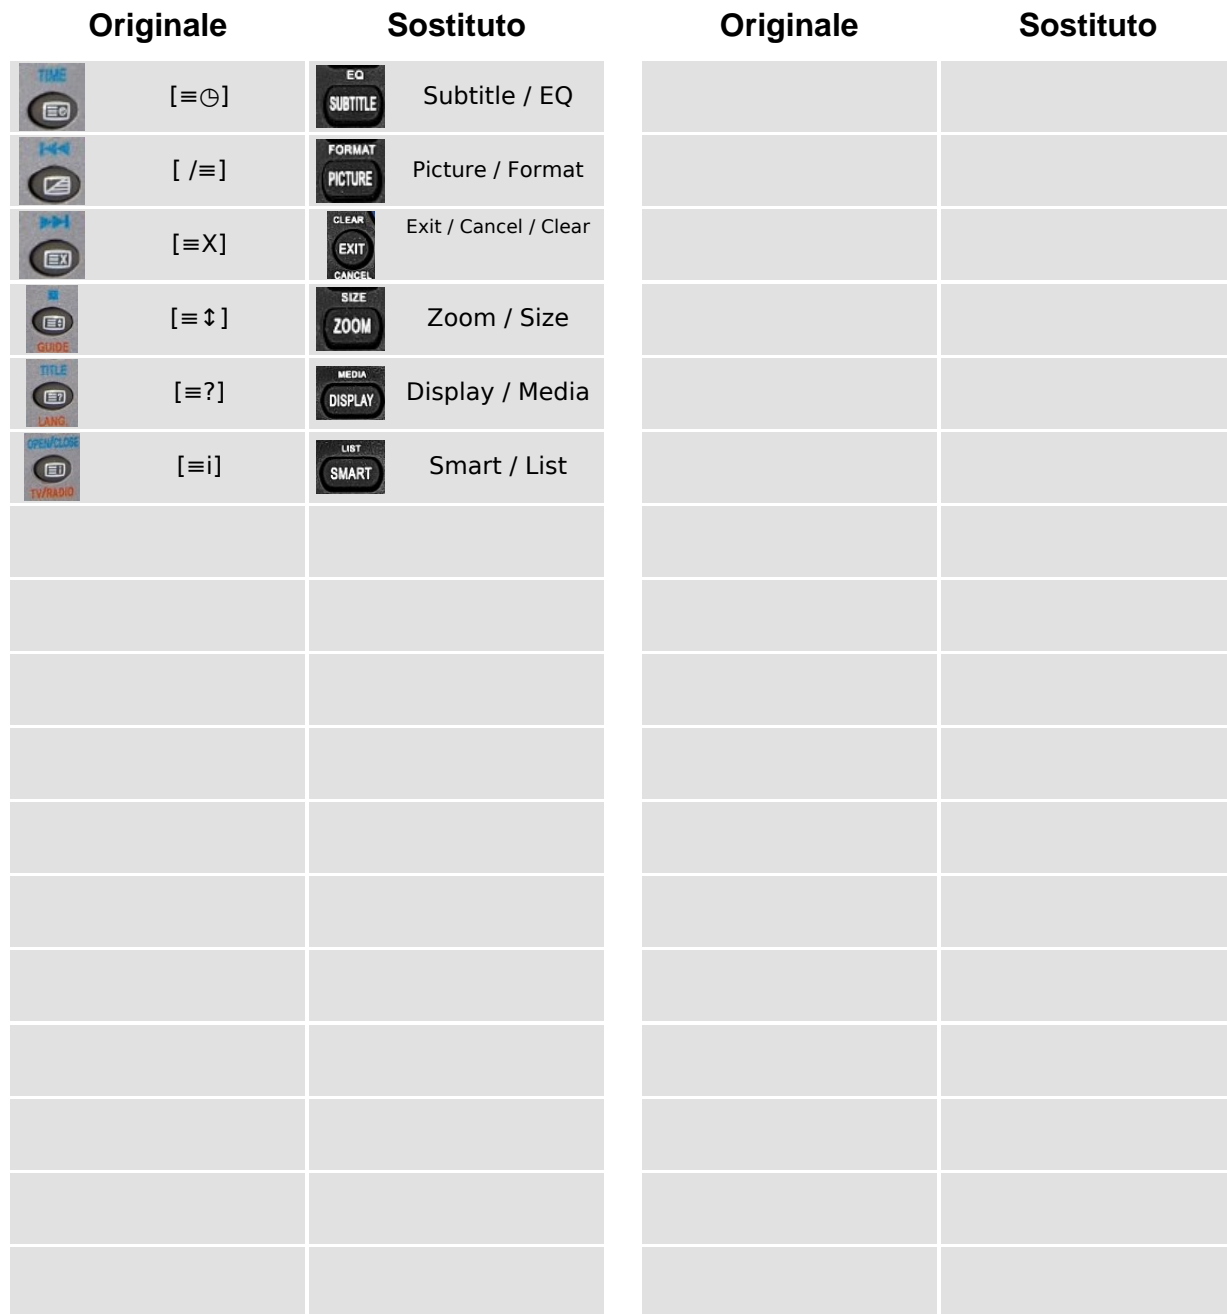 Originale Sostituto Originale Sostituto
TIME
[≡◷]
EQ
SUBTITLE
Subtitle / EQ
[ /≡]
FORMAT
PICTURE
Picture / Format
[≡X]
CLEAR
EXIT
CANCEL
Exit / Cancel / Clear
GUIDE
[≡↕]
SIZE
ZOOM
Zoom / Size
TITLE
LANG.
[≡?]
MEDIA
DISPLAY
Display / Media
OPEN/CLOSE
TV/RADIO
[≡i]
LIST
SMART
Smart / List